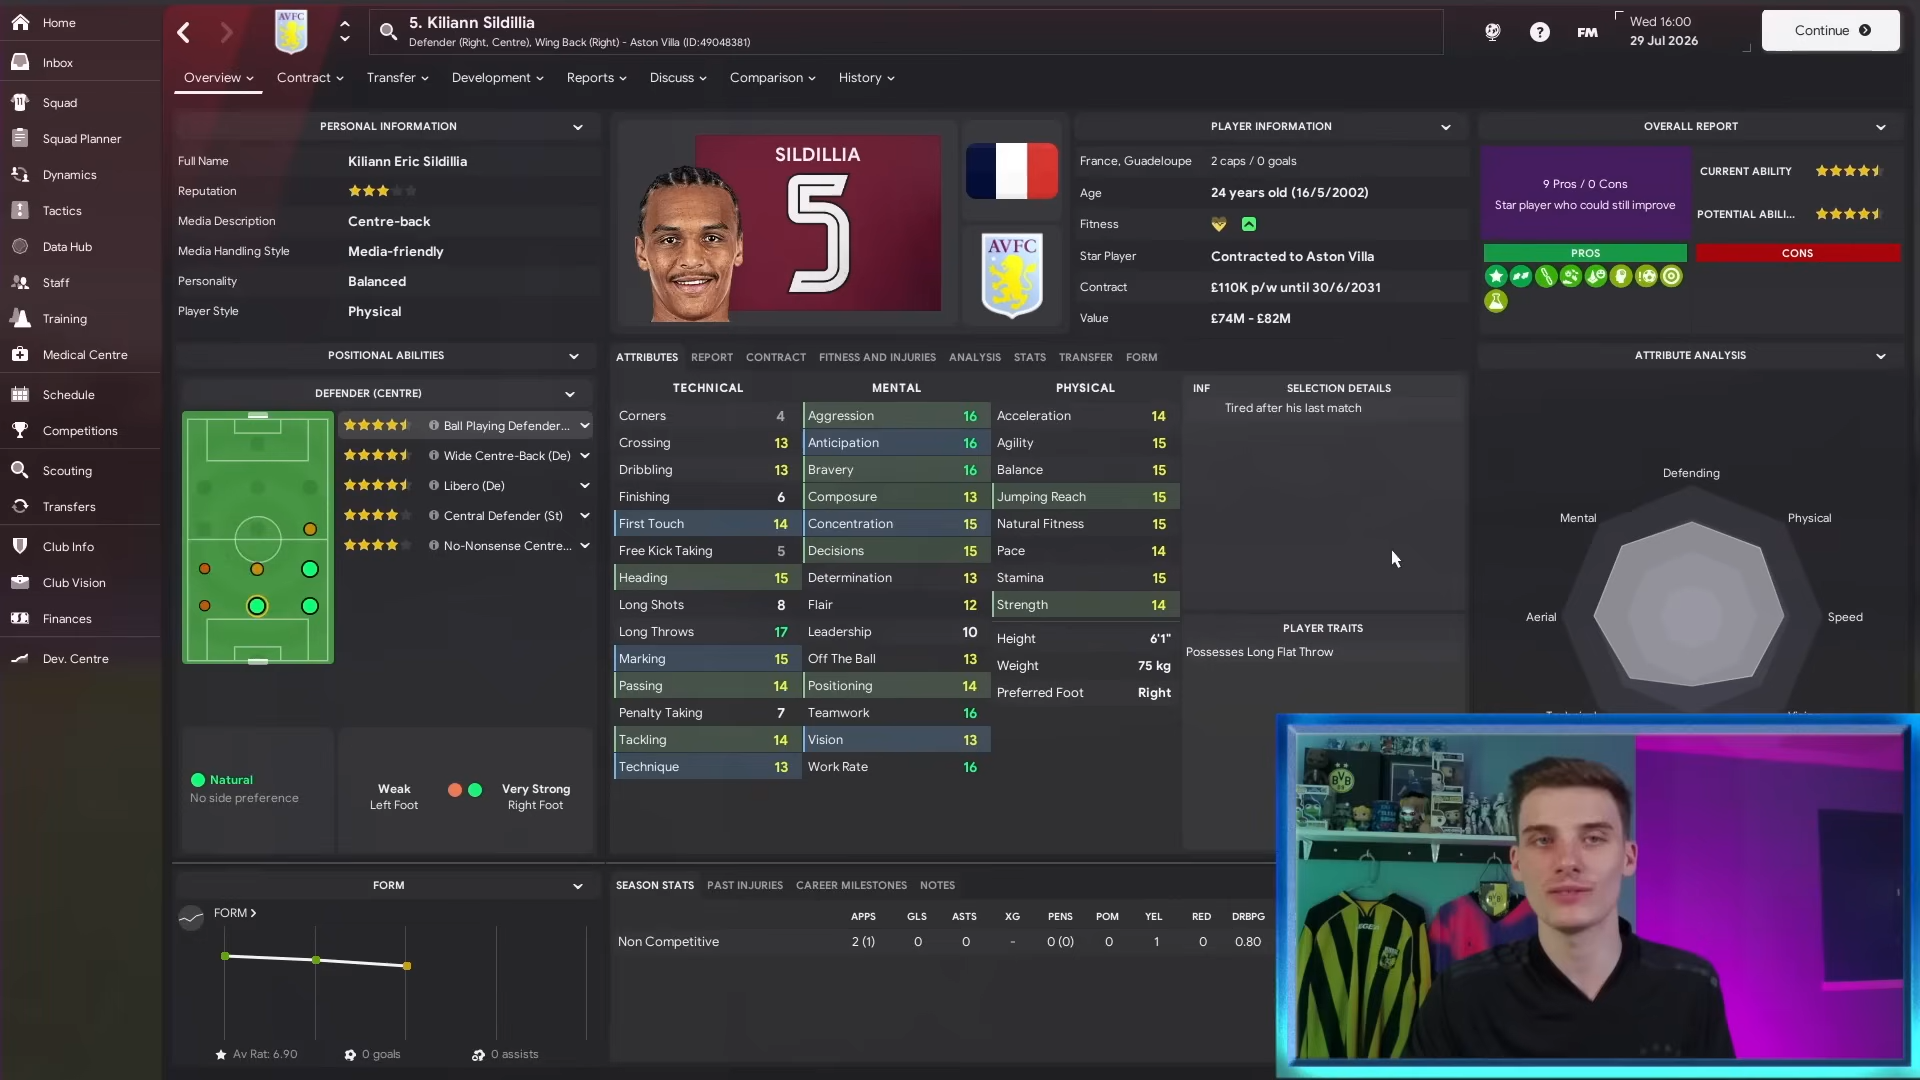 Home
Inbox
Squad
Squad Planner
Dynamics
Tactics
Data Hub
Staff
Training
Medical Centre
Schedule
Competitions
Scouting
Transfers
Club Info
Club Vision
Finances
Dev. Centre
AVFC
5. Kiliann Sildillia
Defender (Right, Centre), Wing Back (Right) - Aston Villa (ID:49048381)
?
FM
Wed 16:00
29 Jul 2026
Continue
Overview Contract Transfer Development Reports Discuss Comparison History
PERSONAL INFORMATION
Full Name Kiliann Eric Sildillia
Reputation
Media Description Centre-back
Media Handling Style Media-friendly
Personality Balanced
Player Style Physical
SILDILLIA
5
AVFC
PLAYER INFORMATION
France, Guadeloupe 2 caps / 0 goals
Age 24 years old (16/5/2002)
Fitness
Star Player Contracted to Aston Villa
Contract £110K p/w until 30/6/2031
Value £74M - £82M
OVERALL REPORT
9 Pros / 0 Cons
Star player who could still improve
CURRENT ABILITY
POTENTIAL ABILI...
PROS CONS
POSITIONAL ABILITIES
DEFENDER (CENTRE)
Ball Playing Defender...
Wide Centre-Back (De)
Libero (De)
Central Defender (St)
No-Nonsense Centre...
Natural
No side preference
Weak
Left Foot
Very Strong
Right Foot
ATTRIBUTES REPORT CONTRACT FITNESS AND INJURIES ANALYSIS STATS TRANSFER FORM
TECHNICAL
Corners 4
Crossing 13
Dribbling 13
Finishing 6
First Touch 14
Free Kick Taking 5
Heading 15
Long Shots 8
Long Throws 17
Marking 15
Passing 14
Penalty Taking 7
Tackling 14
Technique 13
MENTAL
Aggression 16
Anticipation 16
Bravery 16
Composure 13
Concentration 15
Decisions 15
Determination 13
Flair 12
Leadership 10
Off The Ball 13
Positioning 14
Teamwork 16
Vision 13
Work Rate 16
PHYSICAL
Acceleration 14
Agility 15
Balance 15
Jumping Reach 15
Natural Fitness 15
Pace 14
Stamina 15
Strength 14
Height 6'1"
Weight 75 kg
Preferred Foot Right
INF SELECTION DETAILS
Tired after his last match
PLAYER TRAITS
Possesses Long Flat Throw
ATTRIBUTE ANALYSIS
Defending
Mental Physical
Aerial Speed
FORM
FORM
Av Rat: 6.90 0 goals 0 assists
SEASON STATS PAST INJURIES CAREER MILESTONES NOTES
APPS GLS ASTS XG PENS POM YEL RED DRBPG
Non Competitive 2 (1) 0 0 - 0 (0) 0 1 0 0.80
BVB